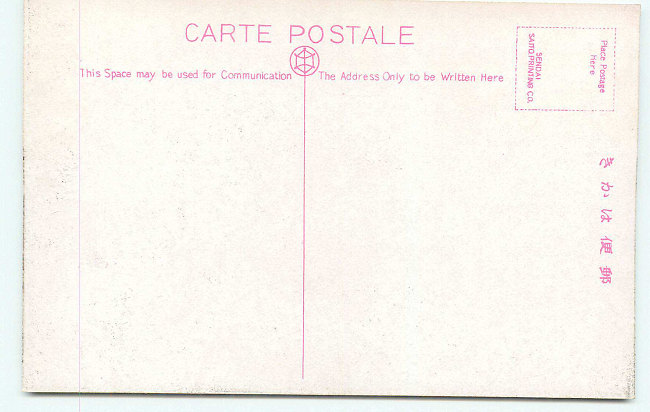 CARTE POSTALE
This Space may be used for Communication
The Address Only to be Written Here
Place Postage
Here
SENDAI
SAITO PRINTING CO.
きかは便郵